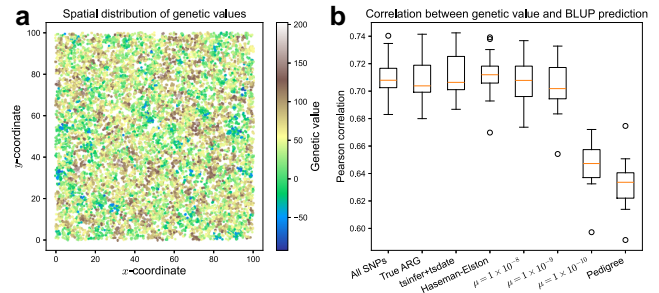 a
Spatial distribution of genetic values
100
80
60
40
20
0
y-coordinate
0 20 40 60 80 100
x-coordinate
200
150
100
50
0
−50
Genetic value
b
Correlation between genetic value and BLUP prediction
0.74
0.72
0.70
0.68
0.66
0.64
0.62
0.60
Pearson correlation
All SNPs
True ARG
tsinfer+tsdate
Haseman-Elston
μ = 1 × 10⁻⁸
μ = 1 × 10⁻⁹
μ = 1 × 10⁻¹⁰
Pedigree